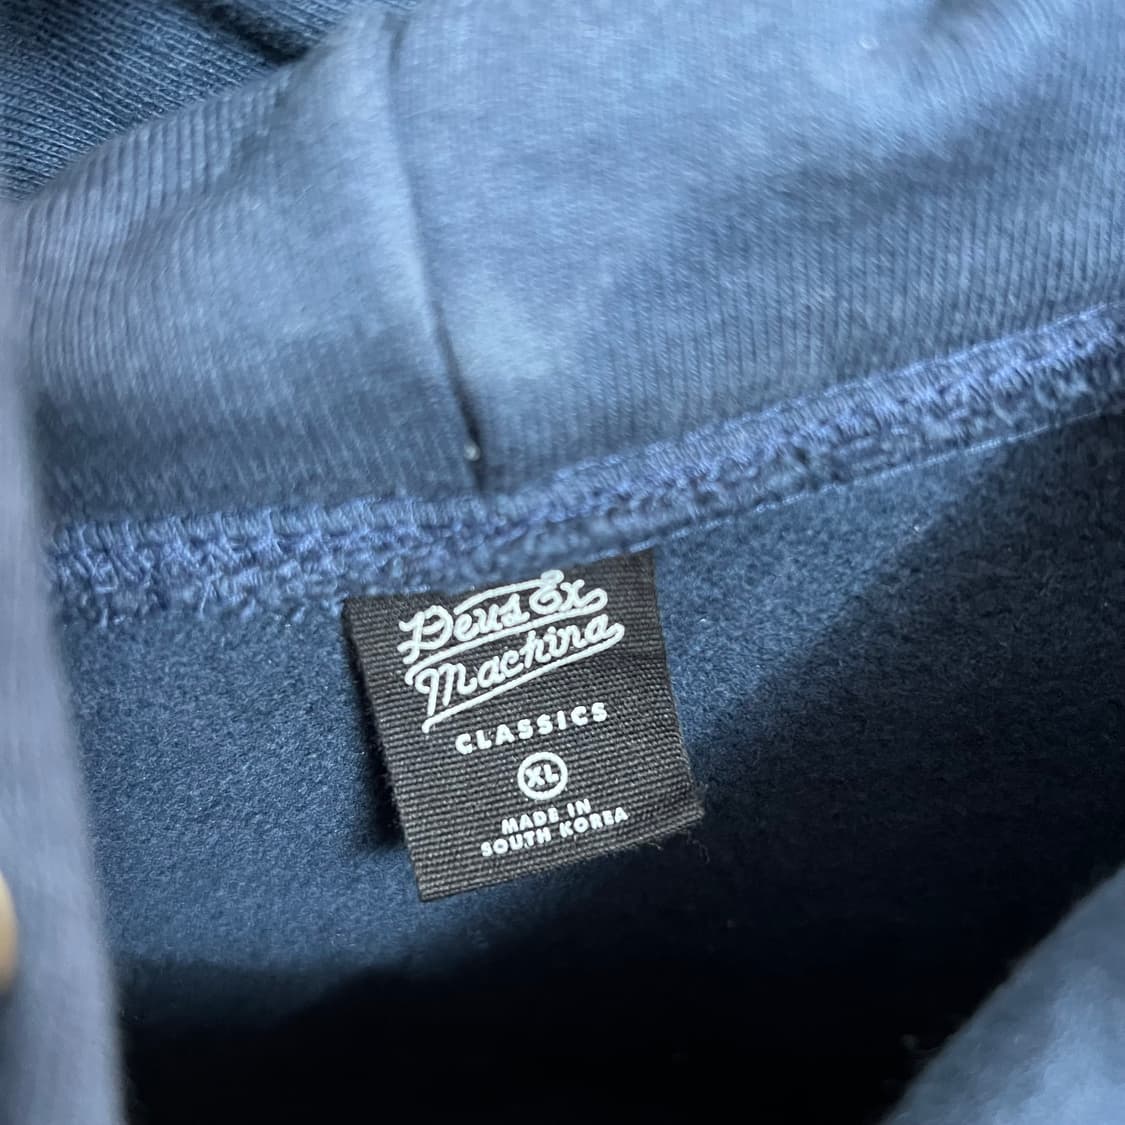 Deus Ex
Machina
CLASSICS
XL
MADE IN
SOUTH KOREA